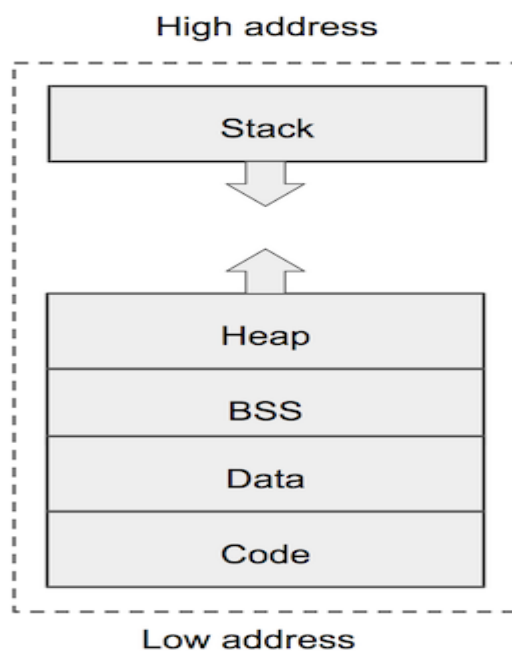 High address
Stack
Heap
BSS
Data
Code
Low address